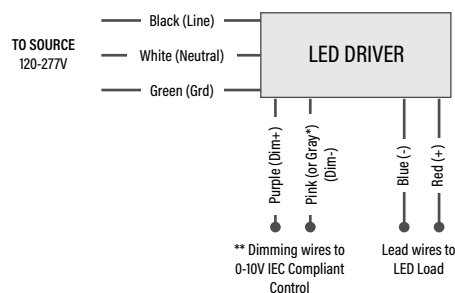 Black (Line)
TO SOURCE
120-277V
White (Neutral)
Green (Grd)
LED DRIVER
Purple (Dim+)
Pink (or Gray*)
(Dim-)
Blue (-)
Red (+)
** Dimming wires to
0-10V IEC Compliant
Control
Lead wires to
LED Load